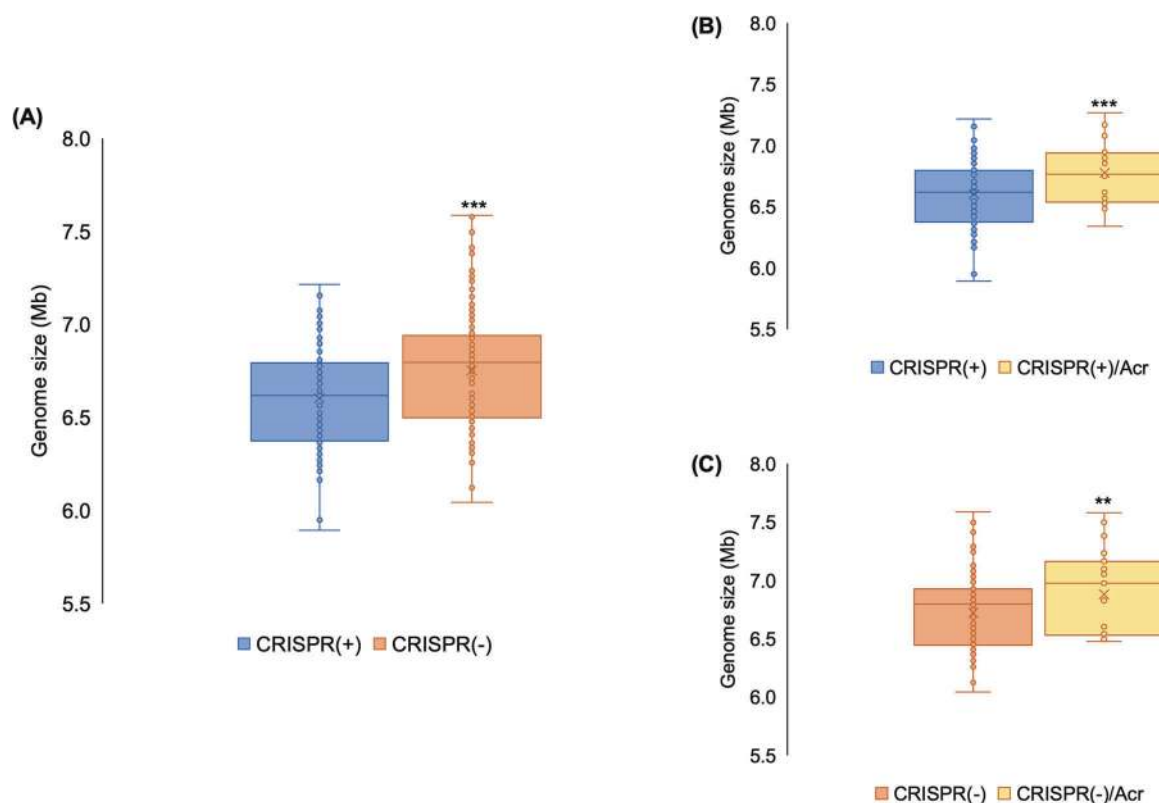 (A)
Genome size (Mb)
8.0
7.5
7.0
6.5
6.0
5.5
***
CRISPR(+) CRISPR(-)
(B)
Genome size (Mb)
8.0
7.5
7.0
6.5
6.0
5.5
***
CRISPR(+) CRISPR(+)/Acr
(C)
Genome size (Mb)
8.0
7.5
7.0
6.5
6.0
5.5
**
CRISPR(-) CRISPR(-)/Acr